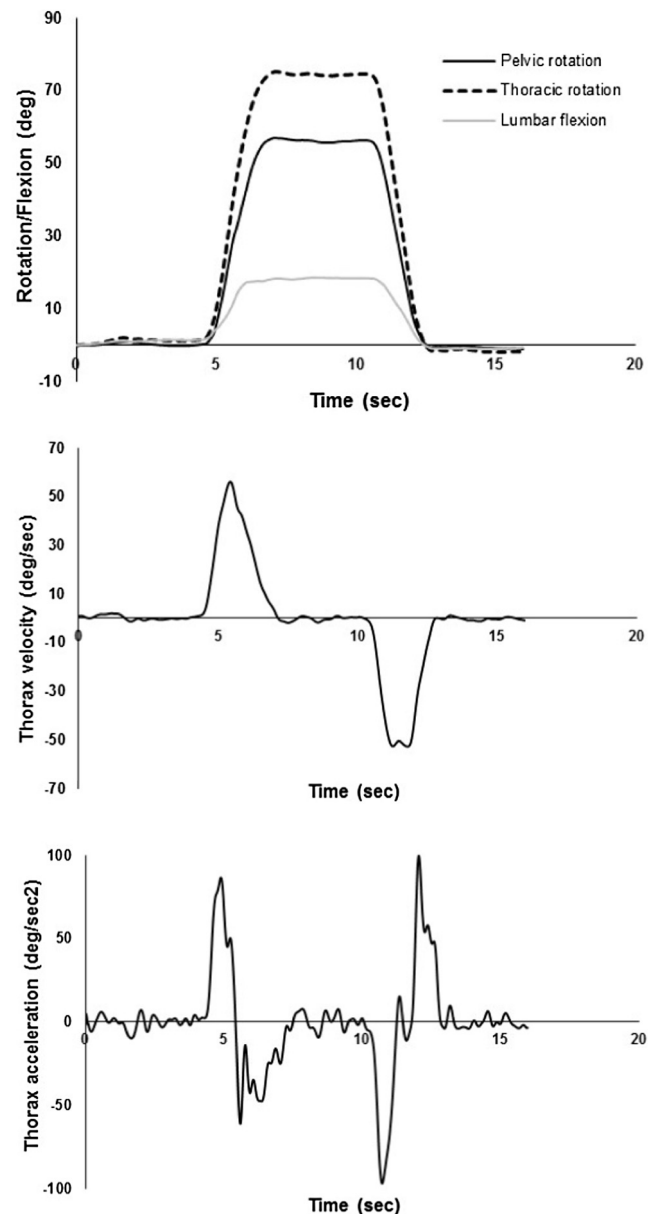 90
70
50
30
10
-10
Rotation/Flexion (deg)
Pelvic rotation
Thoracic rotation
Lumbar flexion
0 5 10 15 20
Time (sec)
70
50
30
10
-10
-30
-50
-70
Thorax velocity (deg/sec)
0 5 10 15 20
Time (sec)
100
50
0
-50
-100
Thorax acceleration (deg/sec2)
0 5 10 15 20
Time (sec)